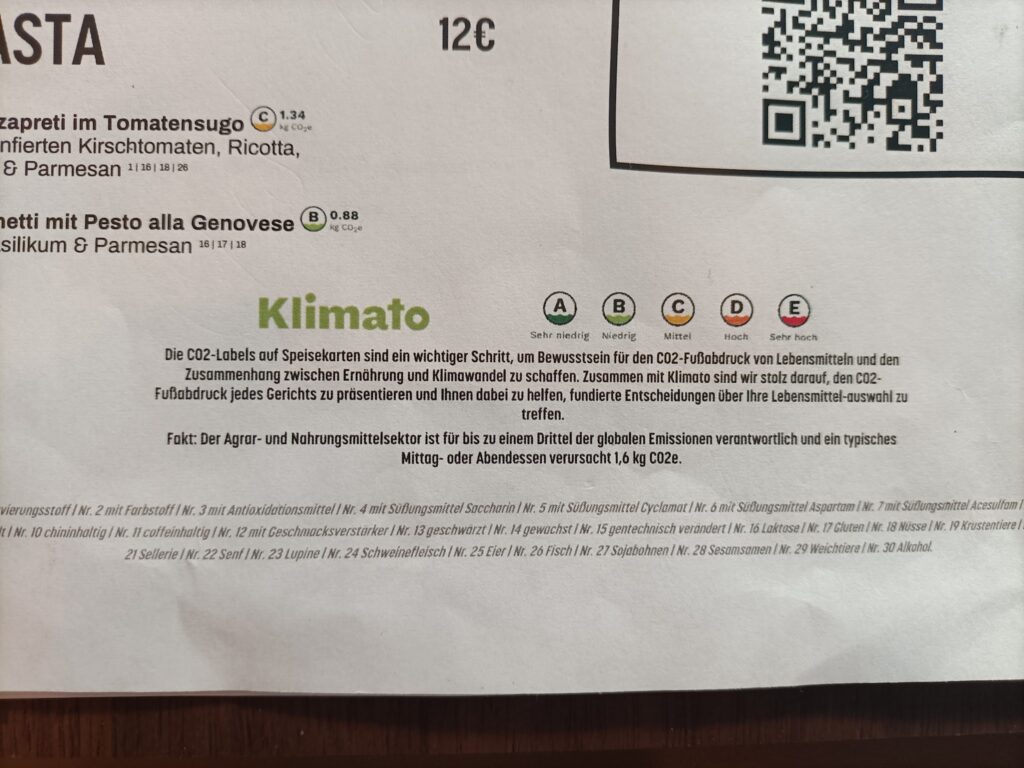 ASTA 12€
zapreti im Tomatensugo C 1.34
kg CO₂e
nfierten Kirschtomaten, Ricotta,
& Parmesan 1 | 16 | 18 | 26
netti mit Pesto alla Genovese B 0.88
kg CO₂e
silikum & Parmesan 16 | 17 | 18
Klimato
A B C D E
Sehr niedrig Niedrig Mittel Hoch Sehr hoch
Die CO2-Labels auf Speisekarten sind ein wichtiger Schritt, um Bewusstsein für den CO2-Fußabdruck von Lebensmitteln und den
Zusammenhang zwischen Ernährung und Klimawandel zu schaffen. Zusammen mit Klimato sind wir stolz darauf, den CO2-
Fußabdruck jedes Gerichts zu präsentieren und Ihnen dabei zu helfen, fundierte Entscheidungen über Ihre Lebensmittel-auswahl zu
treffen.
Fakt: Der Agrar- und Nahrungsmittelsektor ist für bis zu einem Drittel der globalen Emissionen verantwortlich und ein typisches
Mittag- oder Abendessen verursacht 1,6 kg CO2e.
vierungsstoff | Nr. 2 mit Farbstoff | Nr. 3 mit Antioxidationsmittel | Nr. 4 mit Süßungsmittel Saccharin | Nr. 5 mit Süßungsmittel Cyclamat | Nr. 6 mit Süßungsmittel Aspartam | Nr. 7 mit Süßungsmittel Acesulfam |
t | Nr. 10 chininhaltig | Nr. 11 coffeinhaltig | Nr. 12 mit Geschmacksverstärker | Nr. 13 geschwärzt | Nr. 14 gewachst | Nr. 15 gentechnisch verändert | Nr. 16 Laktose | Nr. 17 Gluten | Nr. 18 Nüsse | Nr. 19 Krustentiere |
21 Sellerie | Nr. 22 Senf | Nr. 23 Lupine | Nr. 24 Schweinefleisch | Nr. 25 Eier | Nr. 26 Fisch | Nr. 27 Sojabohnen | Nr. 28 Sesamsamen | Nr. 29 Weichtiere | Nr. 30 Alkohol.